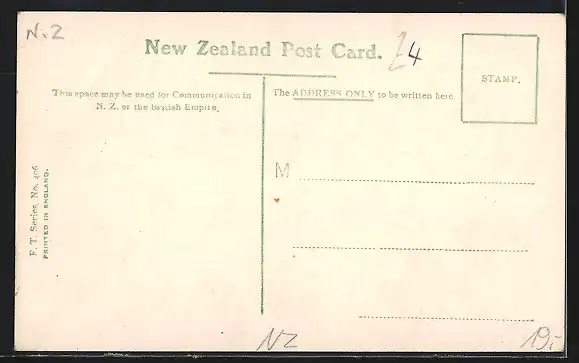 N.Z
New Zealand Post Card.
24
STAMP.
This space may be used for Communication in
N. Z. or the British Empire.
The ADDRESS ONLY to be written here
M
F. T. Series, No. 406
PRINTED IN ENGLAND.
NZ